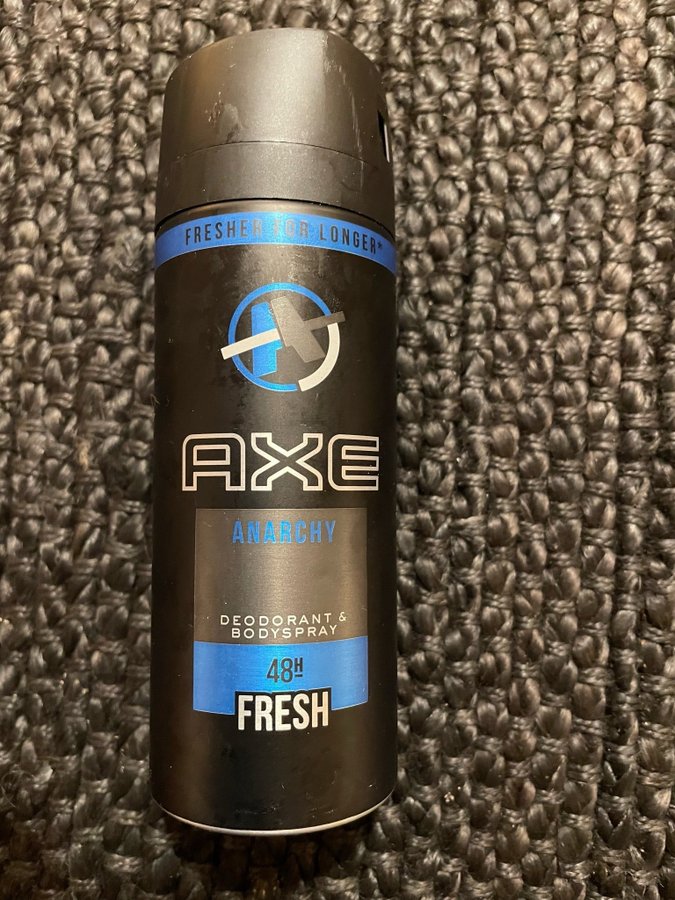 FRESHER FOR LONGER*
AXE
ANARCHY
DEODORANT &
BODYSPRAY
48H
FRESH